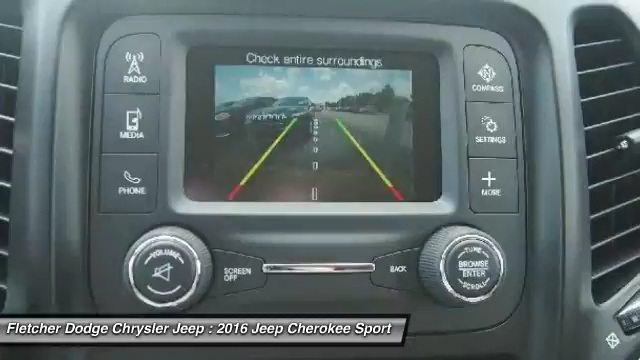 Check entire surroundings
RADIO
COMPASS
MEDIA
SETTINGS
PHONE
MORE
VOLUME
SCREEN
OFF
BACK
TUNE
BROWSE
ENTER
SCROLL
Fletcher Dodge Chrysler Jeep : 2016 Jeep Cherokee Sport